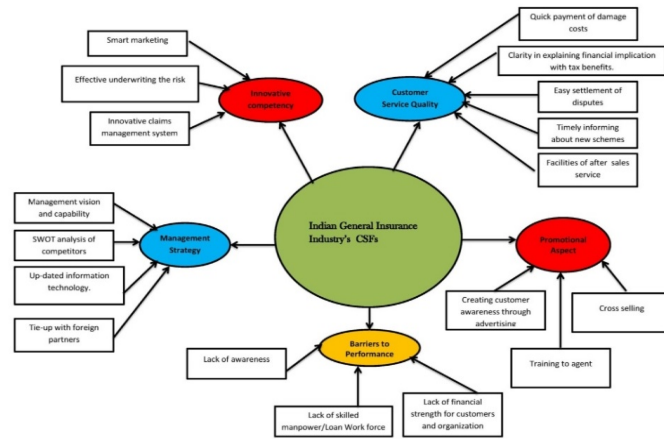 Smart marketing
Effective underwriting the risk
Innovative claims
management system
Innovative
competency
Quick payment of damage
costs
Clarity in explaining financial implication
with tax benefits.
Easy settlement of
disputes
Timely informing
about new schemes
Facilities of after sales
service
Customer
Service Quality
Indian General Insurance
Industry's CSFs
Management vision
and capability
SWOT analysis of
competitors
Up-dated information
technology.
Tie-up with foreign
partners
Management
Strategy
Promotional
Aspect
Creating customer
awareness through
advertising
Training to agent
Cross selling
Barriers to
Performance
Lack of awareness
Lack of skilled
manpower/Loan Work force
Lack of financial
strength for customers
and organization